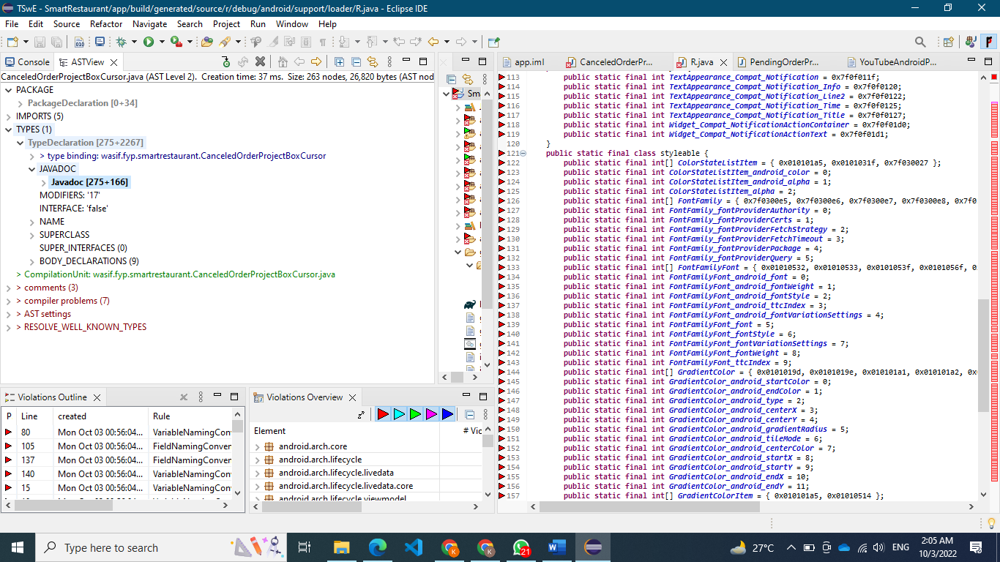 TSwE - SmartRestaurant/app/build/generated/source/r/debug/android/support/loader/R.java - Eclipse IDE
File Edit Source Refactor Navigate Search Project Run Window Help
Console ASTView
CanceledOrderProjectBoxCursor.java (AST Level 2). Creation time: 37 ms. Size: 263 nodes, 26,820 bytes (AST nod
PACKAGE
PackageDeclaration [0+34]
IMPORTS (5)
TYPES (1)
TypeDeclaration [275+2267]
> type binding: wasif.fyp.smartrestaurant.CanceledOrderProjectBoxCursor
JAVADOC
Javadoc [275+166]
MODIFIERS: '17'
INTERFACE: 'false'
NAME
SUPERCLASS
SUPER_INTERFACES (0)
BODY_DECLARATIONS (9)
> CompilationUnit: wasif.fyp.smartrestaurant.CanceledOrderProjectBoxCursor.java
> comments (3)
> compiler problems (7)
> AST settings
> RESOLVE_WELL_KNOWN_TYPES
Sma
app.iml CanceledOrderPr... R.java PendingOrderPr... YouTubeAndroidP...
113 public static final int TextAppearance_Compat_Notification = 0x7f0f011f;
114 public static final int TextAppearance_Compat_Notification_Info = 0x7f0f0120;
115 public static final int TextAppearance_Compat_Notification_Line2 = 0x7f0f0122;
116 public static final int TextAppearance_Compat_Notification_Time = 0x7f0f0125;
117 public static final int TextAppearance_Compat_Notification_Title = 0x7f0f0127;
118 public static final int Widget_Compat_NotificationActionContainer = 0x7f0f01d0;
119 public static final int Widget_Compat_NotificationActionText = 0x7f0f01d1;
120 }
121 public static final class styleable {
122 public static final int[] ColorStateListItem = { 0x010101a5, 0x0101031f, 0x7f030027 };
123 public static final int ColorStateListItem_android_color = 0;
124 public static final int ColorStateListItem_android_alpha = 1;
125 public static final int ColorStateListItem_alpha = 2;
126 public static final int[] FontFamily = { 0x7f0300e5, 0x7f0300e6, 0x7f0300e7, 0x7f0300e8, 0x7f0
127 public static final int FontFamily_fontProviderAuthority = 0;
128 public static final int FontFamily_fontProviderCerts = 1;
129 public static final int FontFamily_fontProviderFetchStrategy = 2;
130 public static final int FontFamily_fontProviderFetchTimeout = 3;
131 public static final int FontFamily_fontProviderPackage = 4;
132 public static final int FontFamily_fontProviderQuery = 5;
133 public static final int[] FontFamilyFont = { 0x01010532, 0x01010533, 0x0101053f, 0x0101056f, 0
134 public static final int FontFamilyFont_android_font = 0;
135 public static final int FontFamilyFont_android_fontWeight = 1;
136 public static final int FontFamilyFont_android_fontStyle = 2;
137 public static final int FontFamilyFont_android_ttcIndex = 3;
138 public static final int FontFamilyFont_android_fontVariationSettings = 4;
139 public static final int FontFamilyFont_font = 5;
140 public static final int FontFamilyFont_fontStyle = 6;
141 public static final int FontFamilyFont_fontVariationSettings = 7;
142 public static final int FontFamilyFont_fontWeight = 8;
143 public static final int FontFamilyFont_ttcIndex = 9;
144 public static final int[] GradientColor = { 0x0101019d, 0x0101019e, 0x010101a1, 0x010101a2, 0x0
145 public static final int GradientColor_android_startColor = 0;
146 public static final int GradientColor_android_endColor = 1;
147 public static final int GradientColor_android_type = 2;
148 public static final int GradientColor_android_centerX = 3;
149 public static final int GradientColor_android_centerY = 4;
150 public static final int GradientColor_android_gradientRadius = 5;
151 public static final int GradientColor_android_tileMode = 6;
152 public static final int GradientColor_android_centerColor = 7;
153 public static final int GradientColor_android_startX = 8;
154 public static final int GradientColor_android_startY = 9;
155 public static final int GradientColor_android_endX = 10;
156 public static final int GradientColor_android_endY = 11;
157 public static final int[] GradientColorItem = { 0x010101a5, 0x01010514 };
Violations Outline
P Line created Rule
80 Mon Oct 03 00:56:04... VariableNamingCon
105 Mon Oct 03 00:56:04... FieldNamingConver
137 Mon Oct 03 00:56:04... FieldNamingConver
140 Mon Oct 03 00:56:04... VariableNamingCon
15 Mon Oct 03 00:56:04... VariableNamingCon
Violations Overview
Element # Vic
android.arch.core
android.arch.lifecycle
android.arch.lifecycle.livedata
android.arch.lifecycle.livedata.core
android.arch.lifecycle.viewmodel
Type here to search
21
27°C
ENG
2:05 AM
10/3/2022